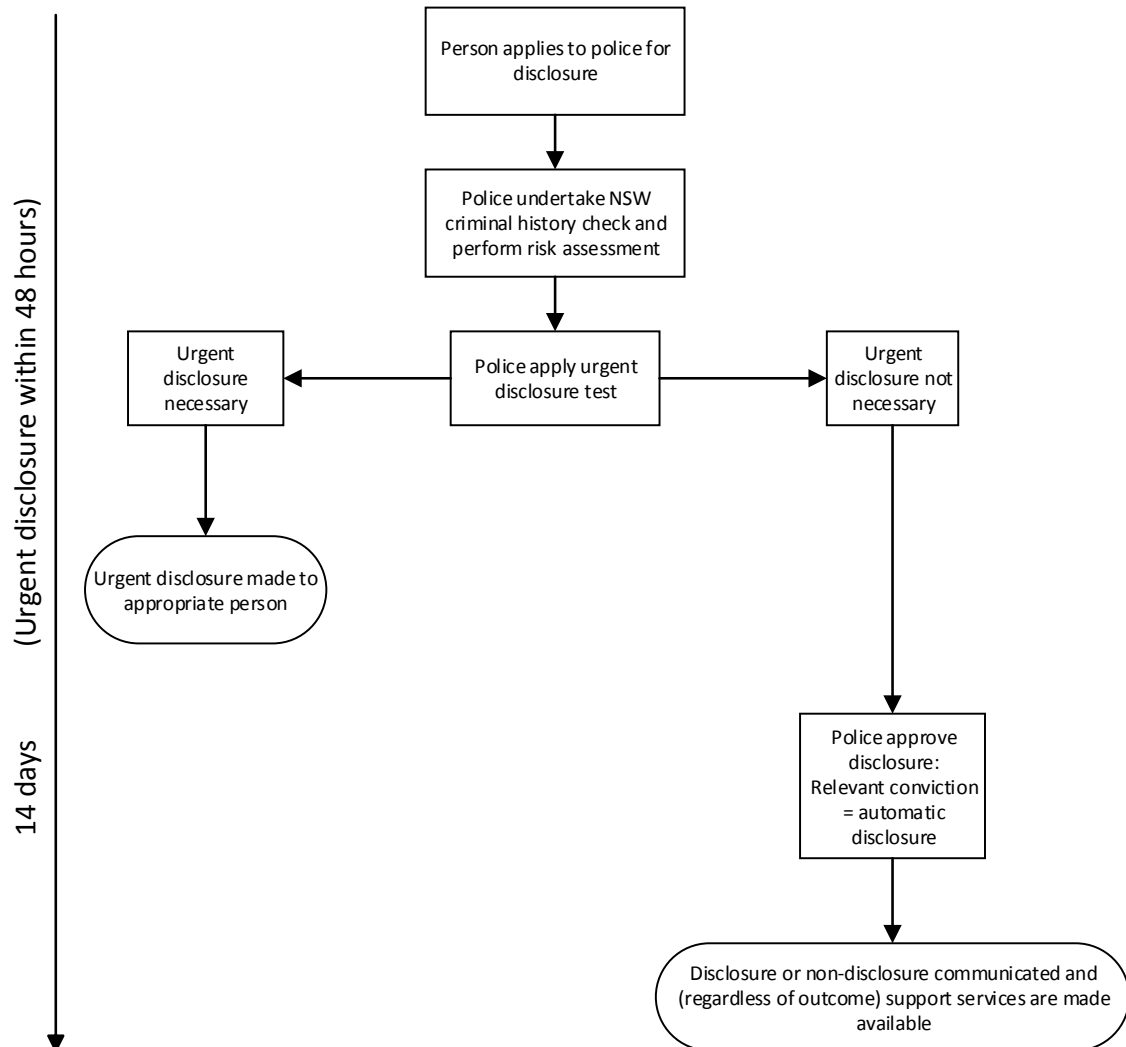 Person applies to police for
disclosure
Police undertake NSW
criminal history check and
perform risk assessment
Urgent
disclosure
necessary
Police apply urgent
disclosure test
Urgent
disclosure not
necessary
(Urgent disclosure within 48 hours)
Urgent disclosure made to
appropriate person
14 days
Police approve
disclosure:
Relevant conviction
= automatic
disclosure
Disclosure or non-disclosure communicated and
(regardless of outcome) support services are made
available